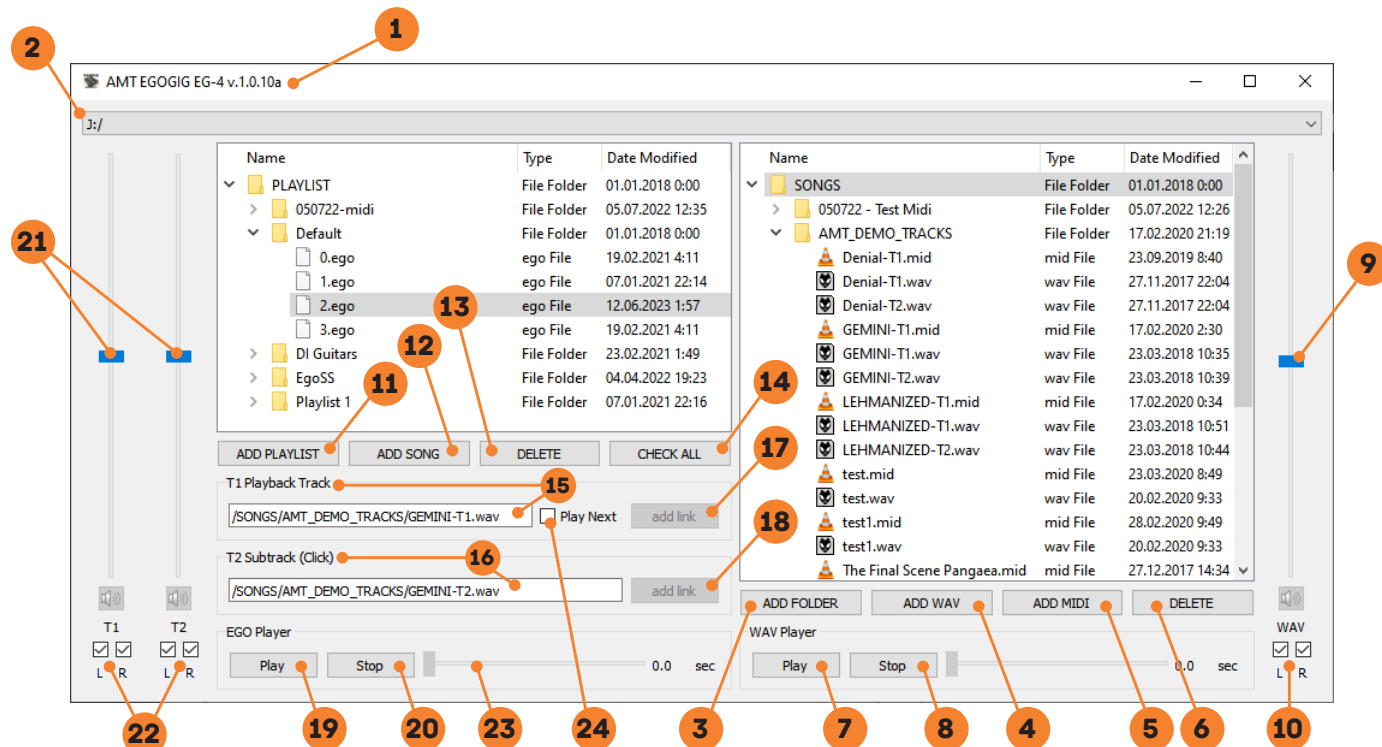 1
2
AMT EGOGIG EG-4 v.1.0.10a
J:/
Name Type Date Modified
PLAYLIST File Folder 01.01.2018 0:00
050722-midi File Folder 05.07.2022 12:35
Default File Folder 01.01.2018 0:00
0.ego ego File 19.02.2021 4:11
1.ego ego File 07.01.2021 22:14
2.ego ego File 12.06.2023 1:57
3.ego ego File 19.02.2021 4:11
DI Guitars File Folder 23.02.2021 1:49
EgoSS File Folder 04.04.2022 19:23
Playlist 1 File Folder 07.01.2021 22:16
21
13
12
11
ADD PLAYLIST ADD SONG DELETE CHECK ALL
14
T1 Playback Track
15
17
/SONGS/AMT_DEMO_TRACKS/GEMINI-T1.wav Play Next add link
T2 Subtrack (Click)
16
18
/SONGS/AMT_DEMO_TRACKS/GEMINI-T2.wav add link
T1 T2
L R L R
EGO Player
Play Stop 0.0 sec
Name Type Date Modified
SONGS File Folder 01.01.2018 0:00
050722 - Test Midi File Folder 05.07.2022 12:26
AMT_DEMO_TRACKS File Folder 17.02.2020 21:19
Denial-T1.mid mid File 23.09.2019 8:40
Denial-T1.wav wav File 27.11.2017 22:04
Denial-T2.wav wav File 27.11.2017 22:04
GEMINI-T1.mid mid File 17.02.2020 2:30
GEMINI-T1.wav wav File 23.03.2018 10:35
GEMINI-T2.wav wav File 23.03.2018 10:39
LEHMANIZED-T1.mid mid File 17.02.2020 0:34
LEHMANIZED-T1.wav wav File 23.03.2018 10:51
LEHMANIZED-T2.wav wav File 23.03.2018 10:44
test.mid mid File 23.03.2020 8:49
test.wav wav File 20.02.2020 9:33
test1.mid mid File 28.02.2020 9:49
test1.wav wav File 20.02.2020 9:33
The Final Scene Pangaea.mid mid File 27.12.2017 14:34
9
ADD FOLDER ADD WAV ADD MIDI DELETE
WAV Player
Play Stop 0.0 sec
WAV
L R
22 19 20 23 24 3 7 8 4 5 6 10